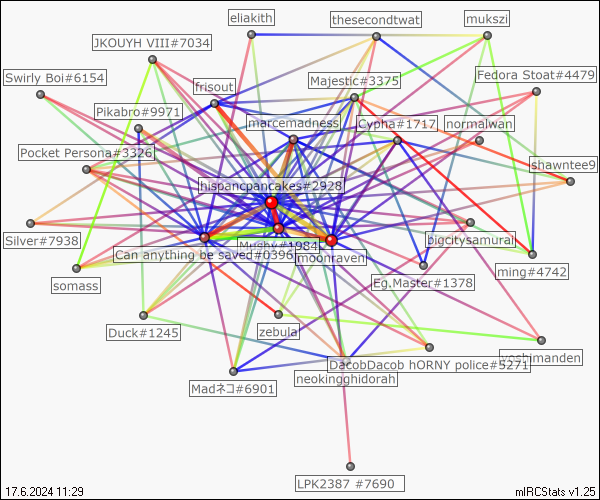 eliakith
thesecondtwat
mukszi
JKOUYH VIII#7034
Swirly Boi#6154
frisout
Majestic#3375
Fedora Stoat#4479
Pikabro#9971
marcemadness
Cypha#1717
normalwan
Pocket Persona#3326
shawntee9
hispancpancakes#2928
Silver#7938
Can anything be saved#0396
Mushy#1984
moonraven
bigcitysamurai
somass
Eg.Master#1378
ming#4742
Duck#1245
zebula
DacobDacob hORNY police#5271
neokingghidorah
Madネコ#6901
LPK2387 #7690
17.6.2024 11:29
mIRCStats v1.25